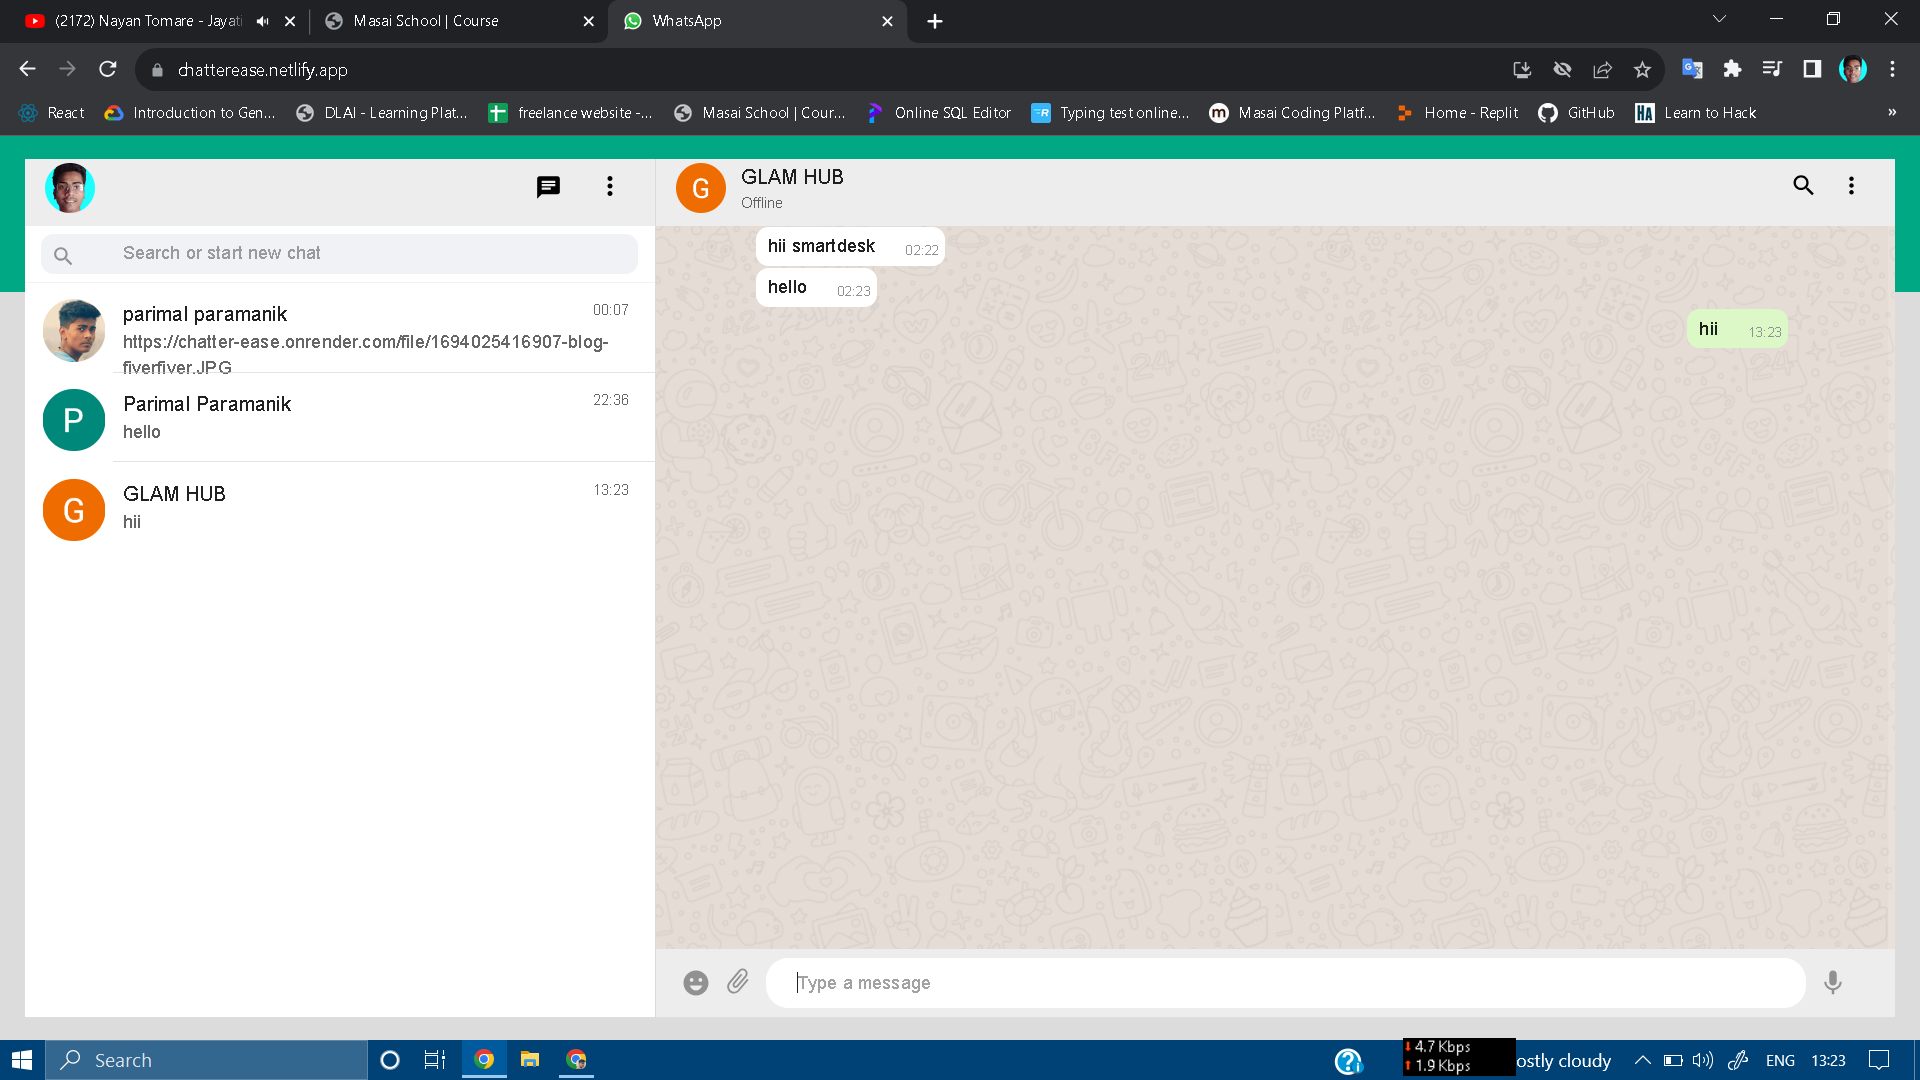 (2172) Nayan Tomare - Jayati
Masai School | Course
WhatsApp
chatterease.netlify.app
React
Introduction to Gen...
DLAI - Learning Plat...
freelance website -...
Masai School | Cour...
Online SQL Editor
Typing test online...
Masai Coding Platf...
Home - Replit
GitHub
HA
Learn to Hack
»
G
GLAM HUB
Offline
Search or start new chat
parimal paramanik
00:07
https://chatter-ease.onrender.com/file/1694025416907-blog-
fiverfiver.JPG
P
Parimal Paramanik
22:36
hello
G
GLAM HUB
13:23
hii
hii smartdesk 02:22
hello 02:23
hii 13:23
Type a message
Search
4.7 Kbps
1.9 Kbps
ostly cloudy
ENG
13:23